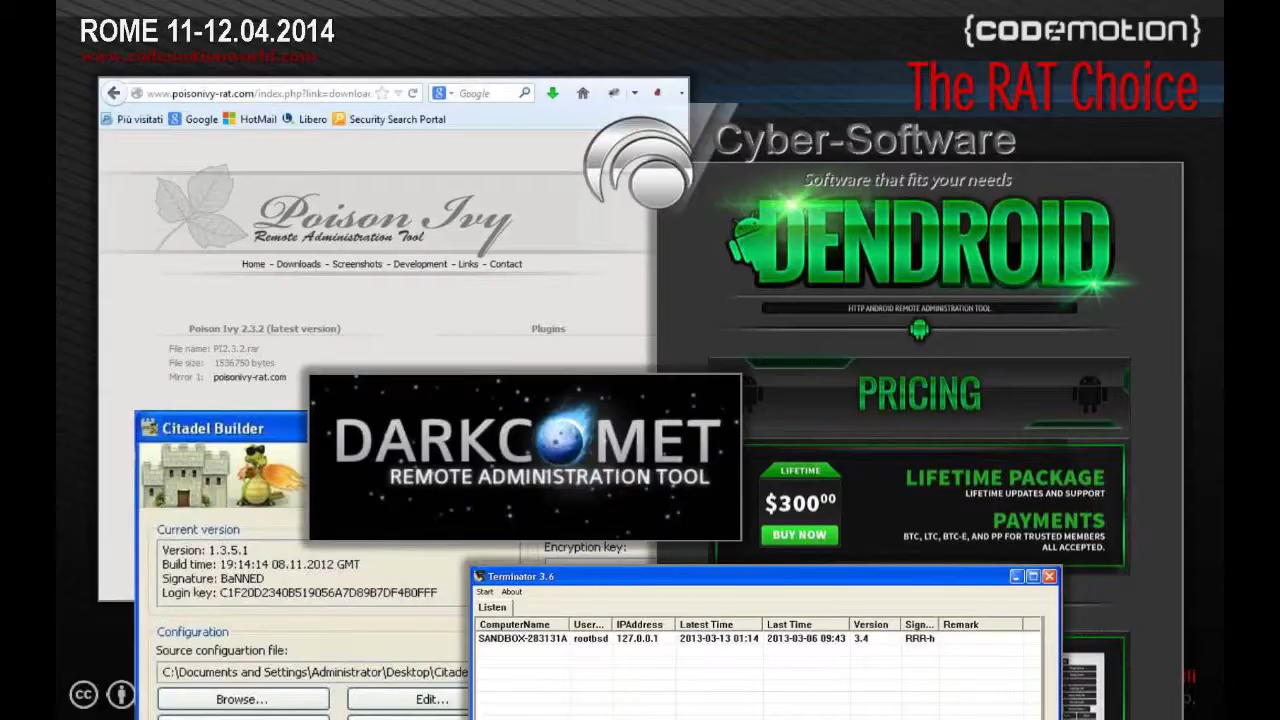 ROME 11-12.04.2014
www.codemotionworld.com
{CODEMOTION}
The RAT Choice
www.poisonivy-rat.com/index.php?link=download
Google
Più visitati Google HotMail Libero Security Search Portal
Poison Ivy
Remote Administration Tool
Home - Downloads - Screenshots - Development - Links - Contact
Poison Ivy 2.3.2 (latest version)
Plugins
File name: PI2.3.2.rar
File size: 1536750 bytes
Mirror 1: poisonivy-rat.com
Cyber-Software
Software that fits your needs
DENDROID
HTTP ANDROID REMOTE ADMINISTRATION TOOL
PRICING
LIFETIME
$30000
BUY NOW
LIFETIME PACKAGE
LIFETIME UPDATES AND SUPPORT
PAYMENTS
BTC, LTC, BTC-E, AND PP FOR TRUSTED MEMBERS
ALL ACCEPTED.
DARKCOMET
REMOTE ADMINISTRATION TOOL
Citadel Builder
Current version
Version: 1.3.5.1
Build time: 19:14:14 08.11.2012 GMT
Signature: BaNNED
Login key: C1F20D2340B519056A7D89B7DF4B0FFF
Encryption key:
Configuration
Source configuartion file:
C:\Documents and Settings\Administrator\Desktop\Citade
Browse...
Edit...
Terminator 3.6
Start About
Listen
ComputerName User... IPAddress Latest Time Last Time Version Sign... Remark
SANDBOX-283131A rootbsd 127.0.0.1 2013-03-13 01:14 2013-03-06 09:43 3.4 RRR-h
cc